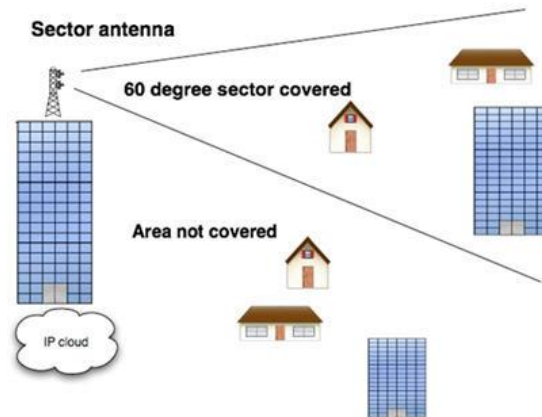 Sector antenna
60 degree sector covered
Area not covered
IP cloud